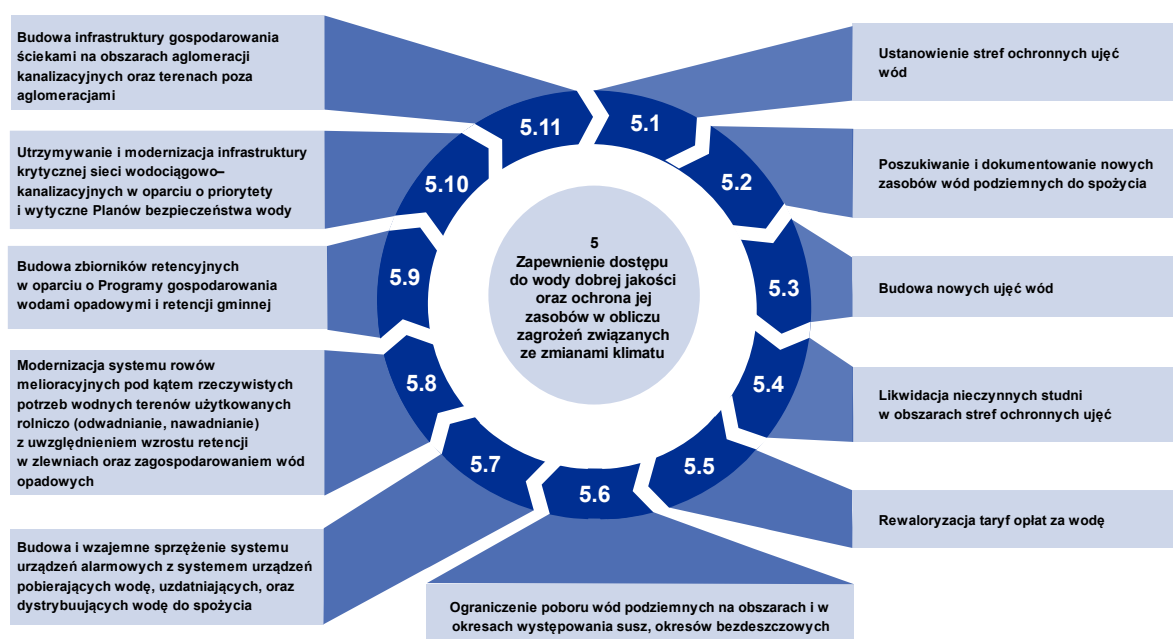 5
Zapewnienie dostępu
do wody dobrej jakości
oraz ochrona jej
zasobów w obliczu
zagrożeń związanych
ze zmianami klimatu
5.1
Ustanowienie stref ochronnych ujęć
wód
5.2
Poszukiwanie i dokumentowanie nowych
zasobów wód podziemnych do spożycia
5.3
Budowa nowych ujęć wód
5.4
Likwidacja nieczynnych studni
w obszarach stref ochronnych ujęć
5.5
Rewaloryzacja taryf opłat za wodę
5.6
Ograniczenie poboru wód podziemnych na obszarach i w
okresach występowania susz, okresów bezdeszczowych
5.7
Budowa i wzajemne sprzężenie systemu
urządzeń alarmowych z systemem urządzeń
pobierających wodę, uzdatniających, oraz
dystrybuujących wodę do spożycia
5.8
Modernizacja systemu rowów
melioracyjnych pod kątem rzeczywistych
potrzeb wodnych terenów użytkowanych
rolniczo (odwadnianie, nawadnianie)
z uwzględnieniem wzrostu retencji
w zlewniach oraz zagospodarowaniem wód
opadowych
5.9
Budowa zbiorników retencyjnych
w oparciu o Programy gospodarowania
wodami opadowymi i retencji gminnej
5.10
Utrzymywanie i modernizacja infrastruktury
krytycznej sieci wodociągowo–
kanalizacyjnych w oparciu o priorytety
i wytyczne Planów bezpieczeństwa wody
5.11
Budowa infrastruktury gospodarowania
ściekami na obszarach aglomeracji
kanalizacyjnych oraz terenach poza
aglomeracjami